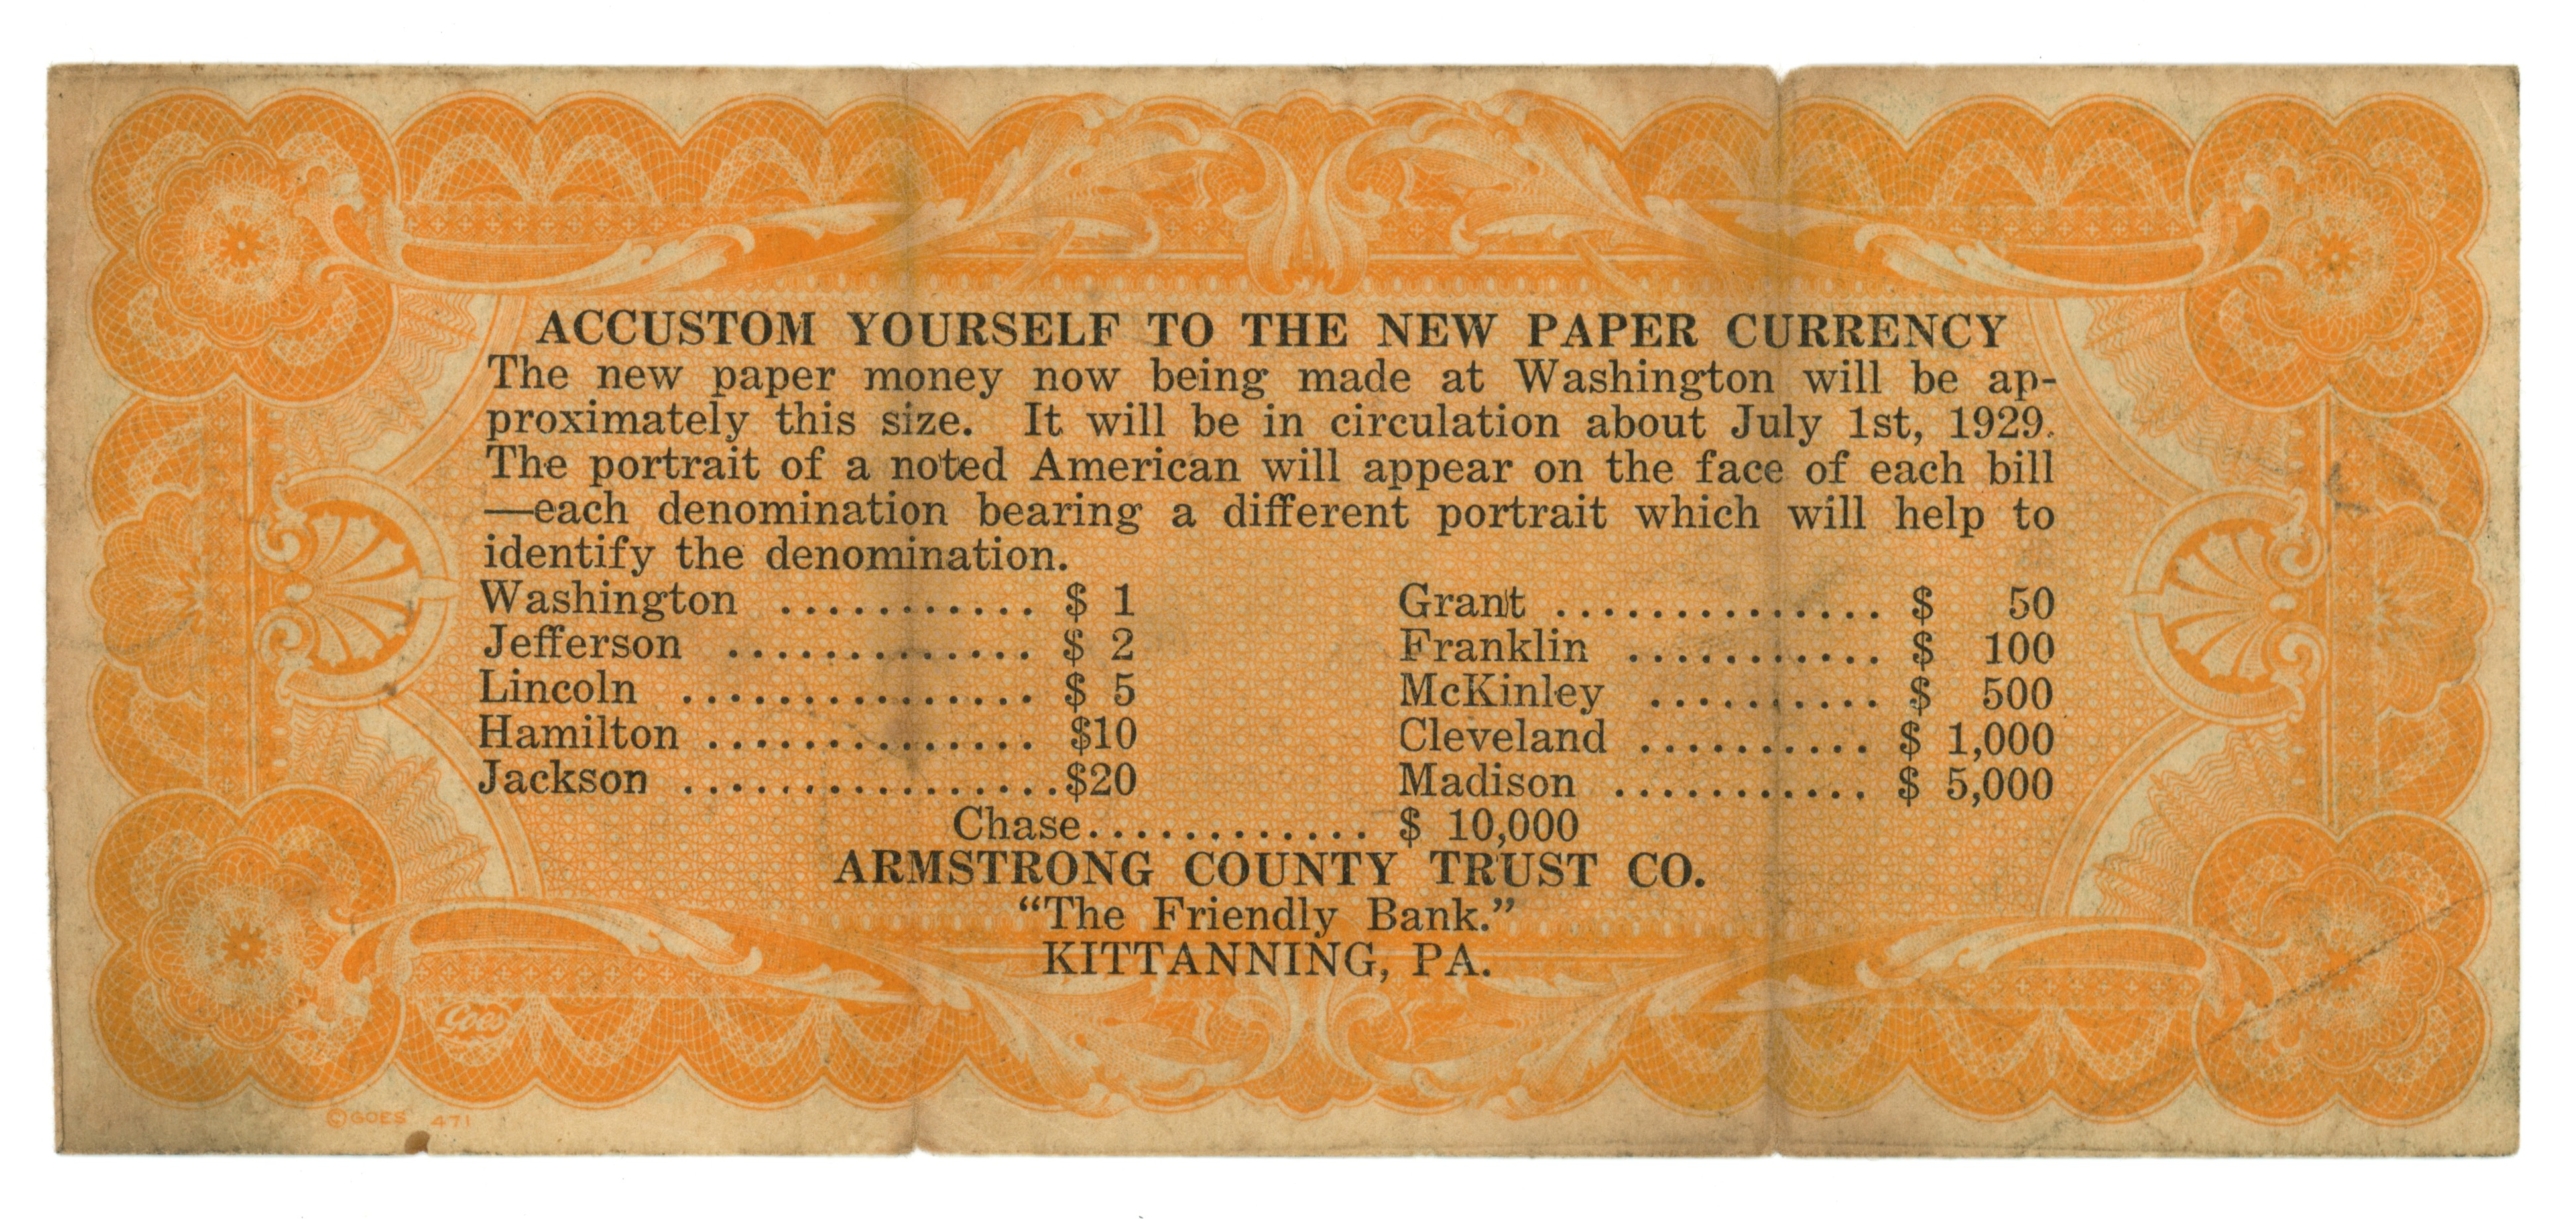 ACCUSTOM YOURSELF TO THE NEW PAPER CURRENCY
The new paper money now being made at Washington will be ap-
proximately this size. It will be in circulation about July 1st, 1929.
The portrait of a noted American will appear on the face of each bill
—each denomination bearing a different portrait which will help to
identify the denomination.
Washington ........... $ 1 Grant .............. $ 50
Jefferson ............. $ 2 Franklin ........... $ 100
Lincoln ............... $ 5 McKinley .......... $ 500
Hamilton .............. $10 Cleveland .......... $ 1,000
Jackson .................$20 Madison ........... $ 5,000
Chase............. $ 10,000
ARMSTRONG COUNTY TRUST CO.
“The Friendly Bank.”
KITTANNING, PA.
Goes
©GOES 471